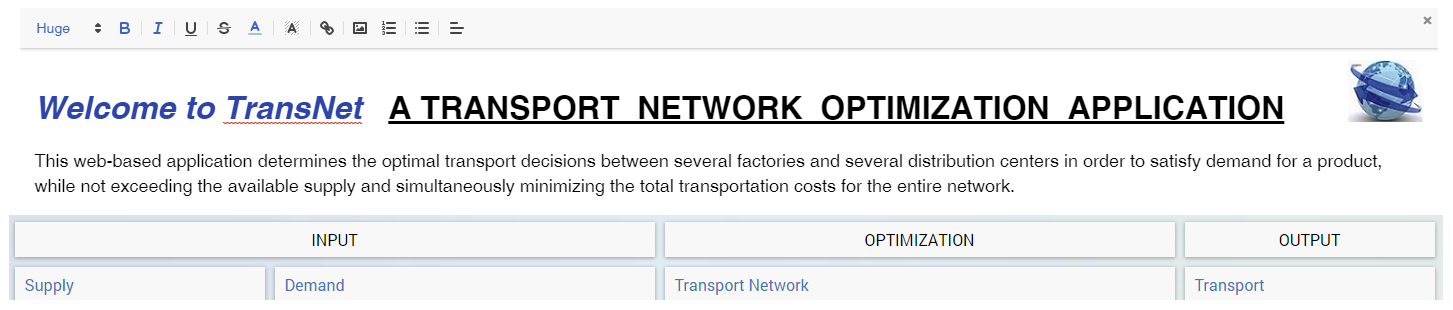 Huge B I U S A A
Welcome to TransNet A TRANSPORT NETWORK OPTIMIZATION APPLICATION
This web-based application determines the optimal transport decisions between several factories and several distribution centers in order to satisfy demand for a product,
while not exceeding the available supply and simultaneously minimizing the total transportation costs for the entire network.
INPUT OPTIMIZATION OUTPUT
Supply Demand Transport Network Transport